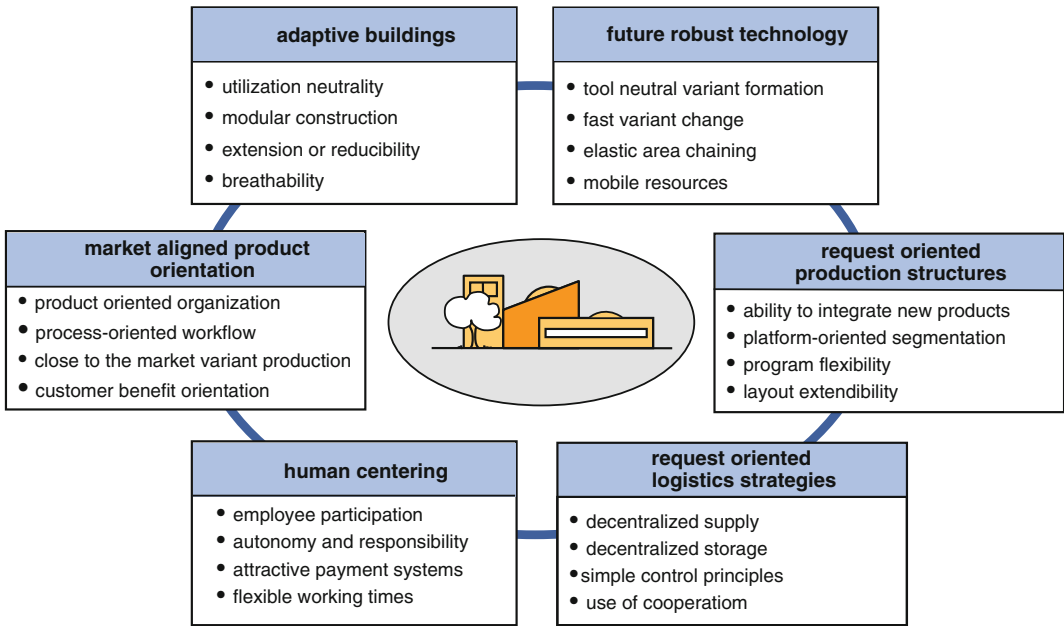 adaptive buildings
• utilization neutrality
• modular construction
• extension or reducibility
• breathability
future robust technology
• tool neutral variant formation
• fast variant change
• elastic area chaining
• mobile resources
market aligned product
orientation
• product oriented organization
• process-oriented workflow
• close to the market variant production
• customer benefit orientation
request oriented
production structures
• ability to integrate new products
• platform-oriented segmentation
• program flexibility
• layout extendibility
human centering
• employee participation
• autonomy and responsibility
• attractive payment systems
• flexible working times
request oriented
logistics strategies
• decentralized supply
• decentralized storage
• simple control principles
• use of cooperatiom